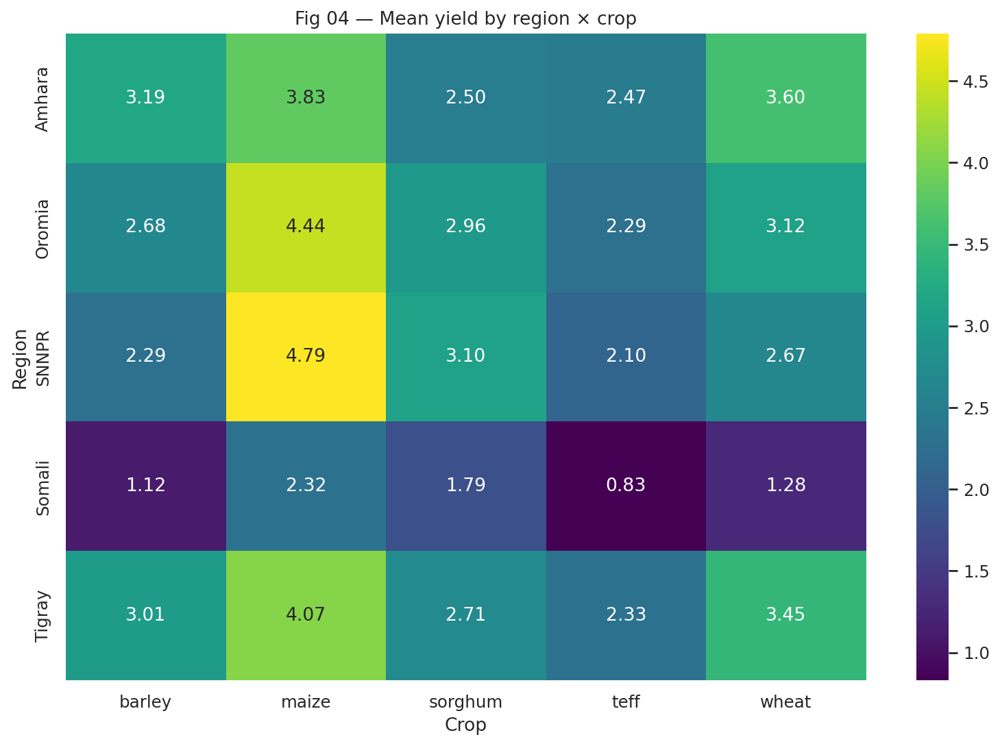 Fig 04 — Mean yield by region × crop
Region
Amhara
3.19 3.83 2.50 2.47 3.60
Oromia
2.68 4.44 2.96 2.29 3.12
SNNPR
2.29 4.79 3.10 2.10 2.67
Somali
1.12 2.32 1.79 0.83 1.28
Tigray
3.01 4.07 2.71 2.33 3.45
barley maize sorghum teff wheat
Crop
4.5
4.0
3.5
3.0
2.5
2.0
1.5
1.0